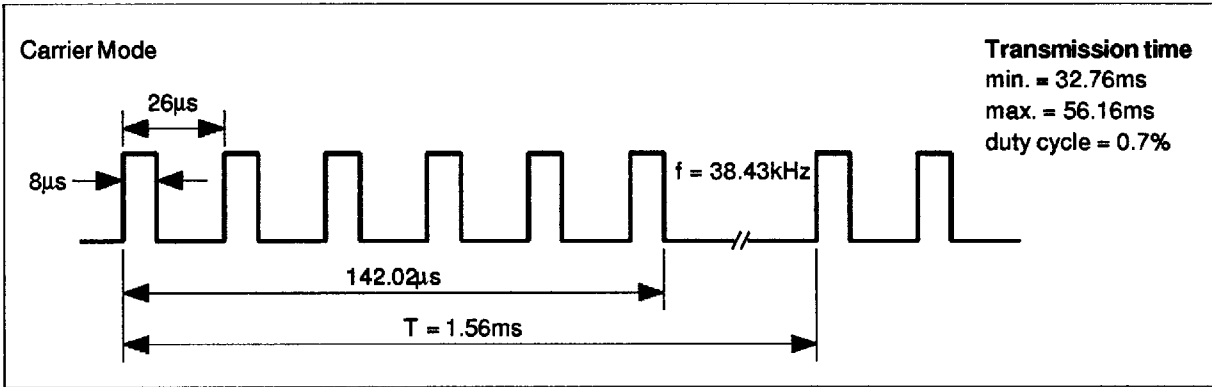 Carrier Mode
Transmission time
min. = 32.76ms
max. = 56.16ms
duty cycle = 0.7%
26µs
8µs
f = 38.43kHz
142.02µs
T = 1.56ms